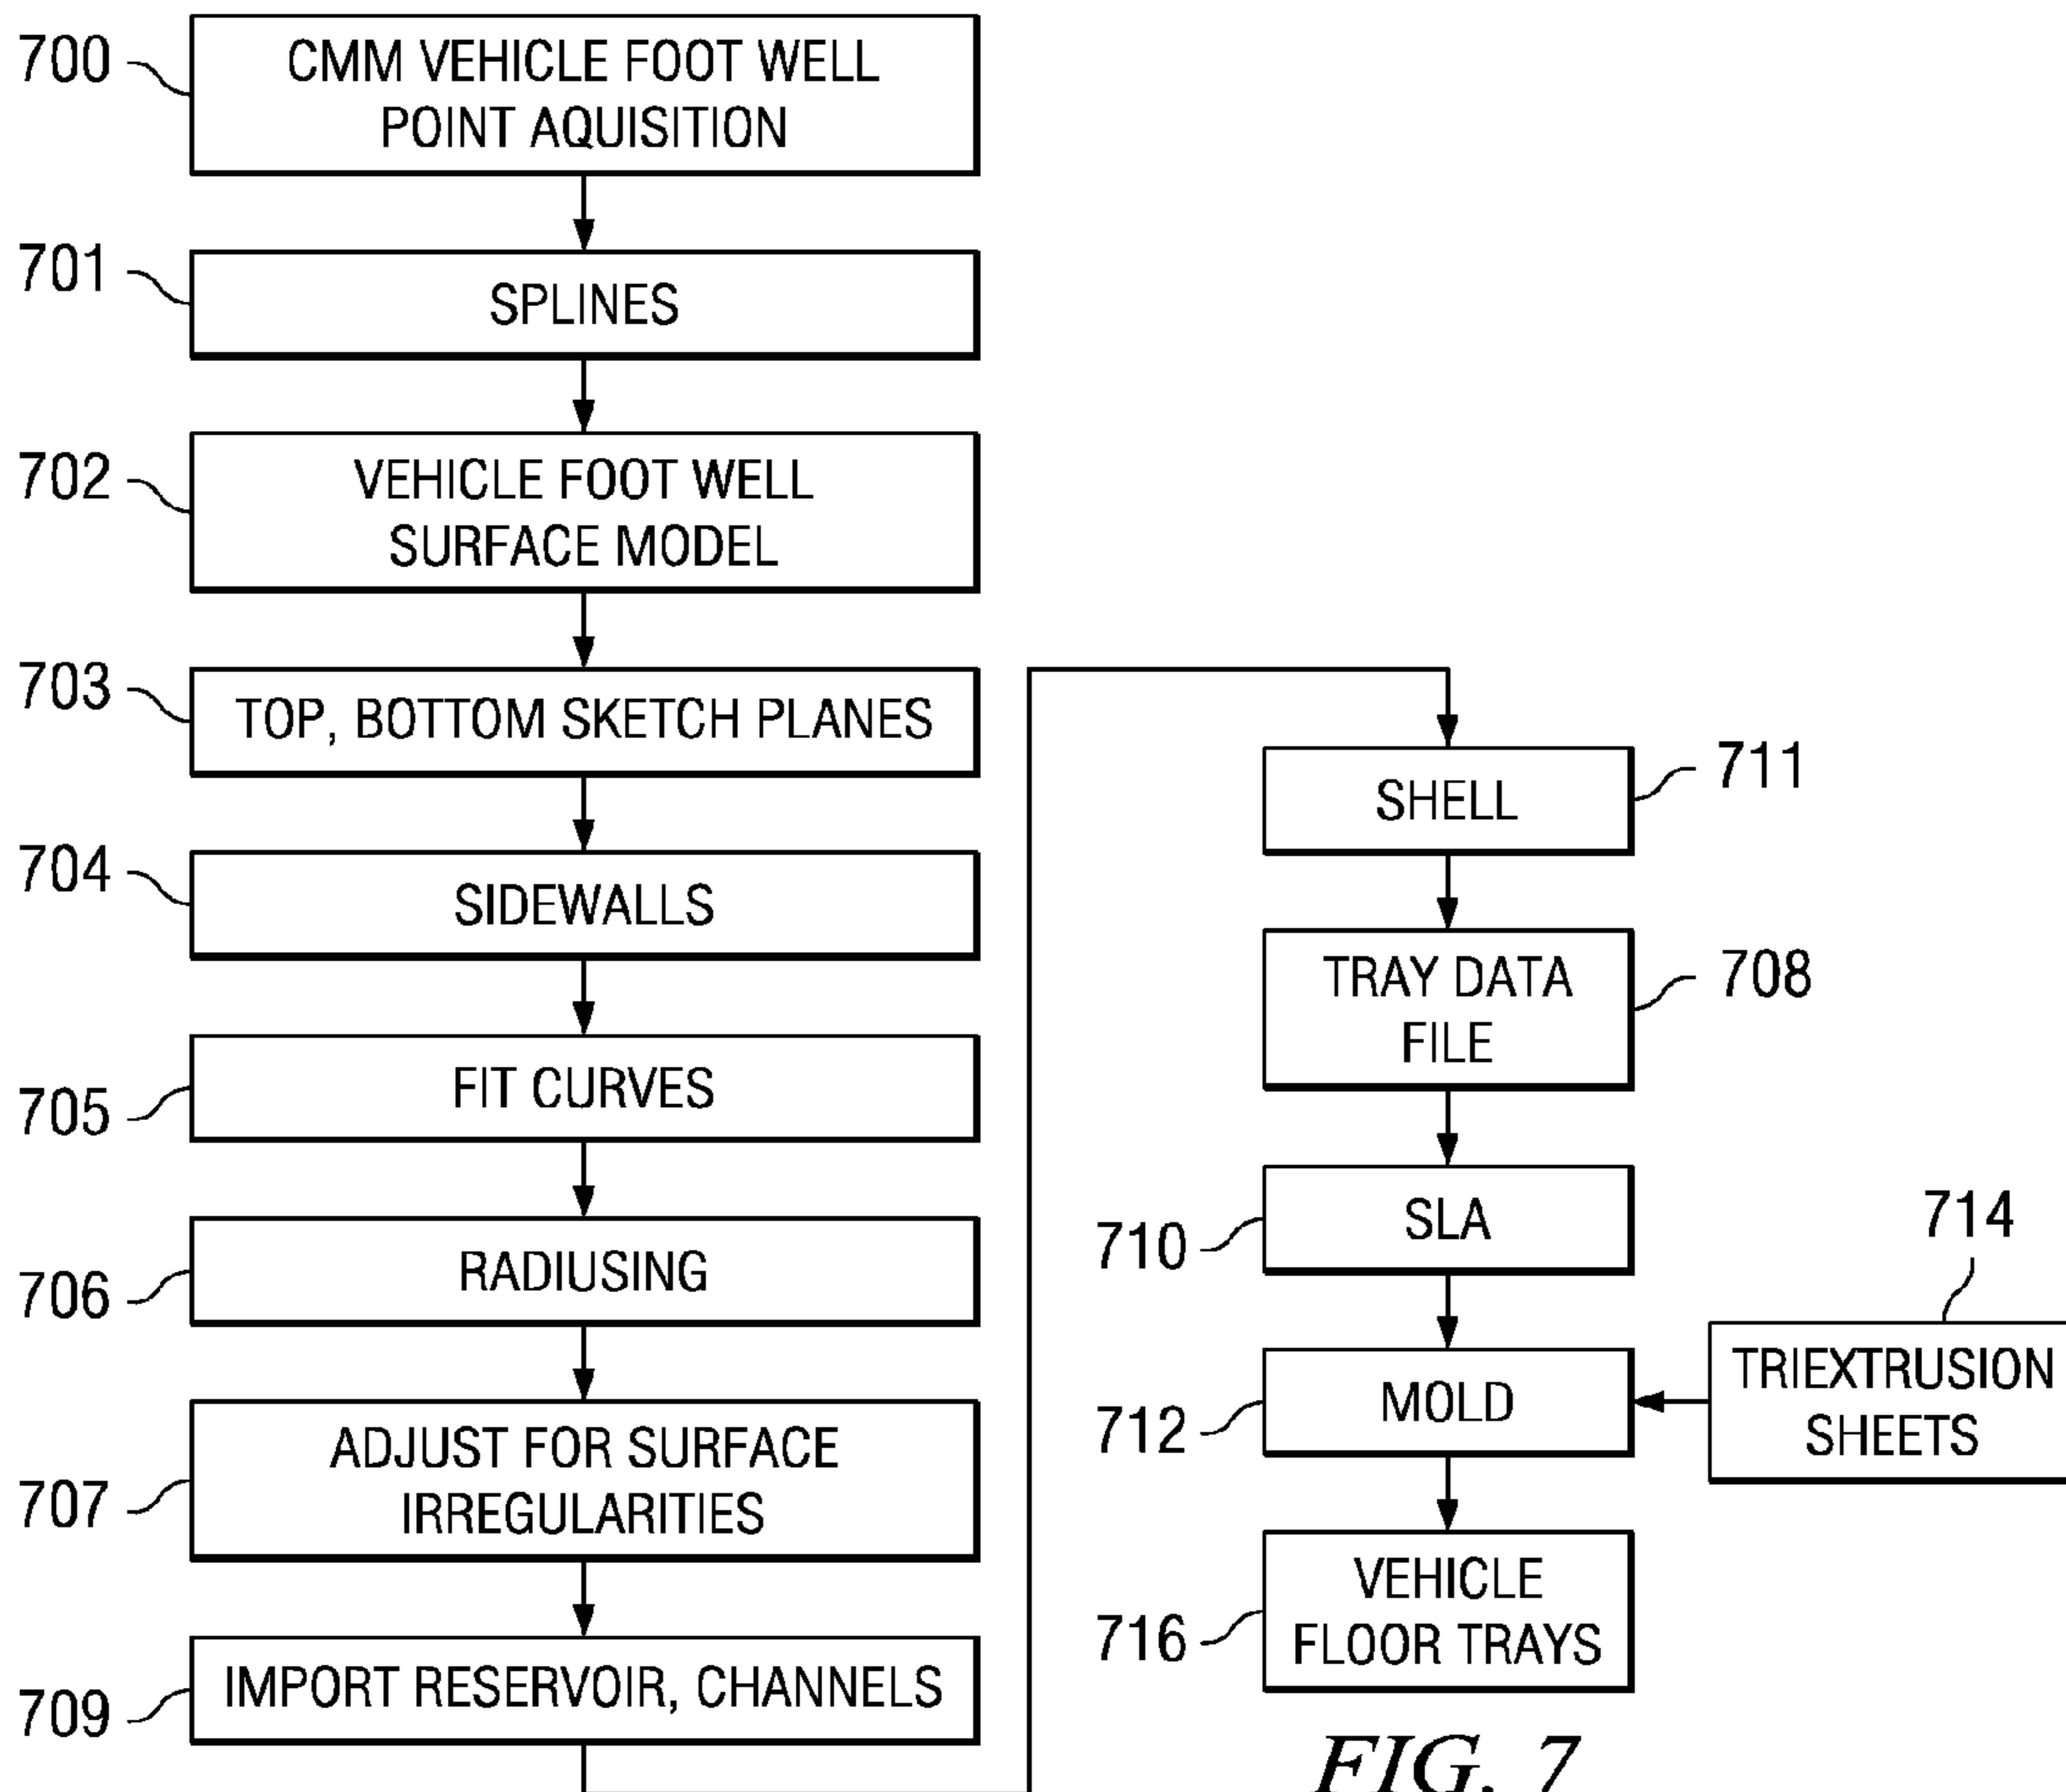 700
CMM VEHICLE FOOT WELL
POINT AQUISITION
701
SPLINES
702
VEHICLE FOOT WELL
SURFACE MODEL
703
TOP, BOTTOM SKETCH PLANES
704
SIDEWALLS
705
FIT CURVES
706
RADIUSING
707
ADJUST FOR SURFACE
IRREGULARITIES
709
IMPORT RESERVOIR, CHANNELS
SHELL
711
TRAY DATA
FILE
708
710
SLA
714
TRIEXTRUSION
SHEETS
712
MOLD
716
VEHICLE
FLOOR TRAYS
FIG. 7